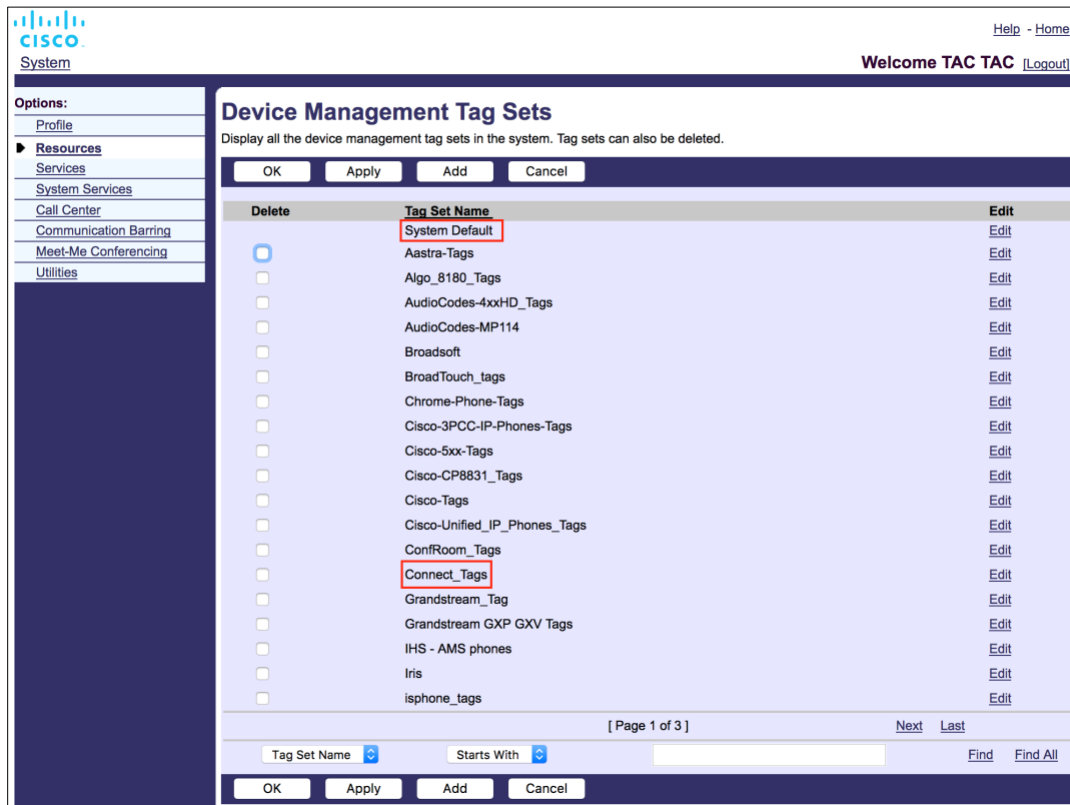 CISCO
Help - Home
System
Welcome TAC TAC [Logout]
Options:
Profile
Resources
Services
System Services
Call Center
Communication Barring
Meet-Me Conferencing
Utilities
Device Management Tag Sets
Display all the device management tag sets in the system. Tag sets can also be deleted.
OK Apply Add Cancel
Delete Tag Set Name Edit
System Default Edit
Aastra-Tags Edit
Algo_8180_Tags Edit
AudioCodes-4xxHD_Tags Edit
AudioCodes-MP114 Edit
Broadsoft Edit
BroadTouch_tags Edit
Chrome-Phone-Tags Edit
Cisco-3PCC-IP-Phones-Tags Edit
Cisco-5xx-Tags Edit
Cisco-CP8831_Tags Edit
Cisco-Tags Edit
Cisco-Unified_IP_Phones_Tags Edit
ConfRoom_Tags Edit
Connect_Tags Edit
Grandstream_Tag Edit
Grandstream GXP GXV Tags Edit
IHS - AMS phones Edit
Iris Edit
isphone_tags Edit
[ Page 1 of 3 ] Next Last
Tag Set Name Starts With Find Find All
OK Apply Add Cancel